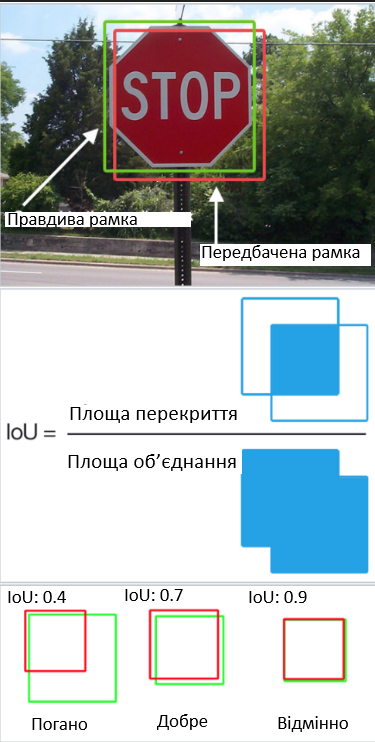 STOP
Правдива рамка
Передбачена рамка
Площа перекриття
IoU =
Площа об’єднання
IoU: 0.4
IoU: 0.7
IoU: 0.9
Погано
Добре
Відмінно